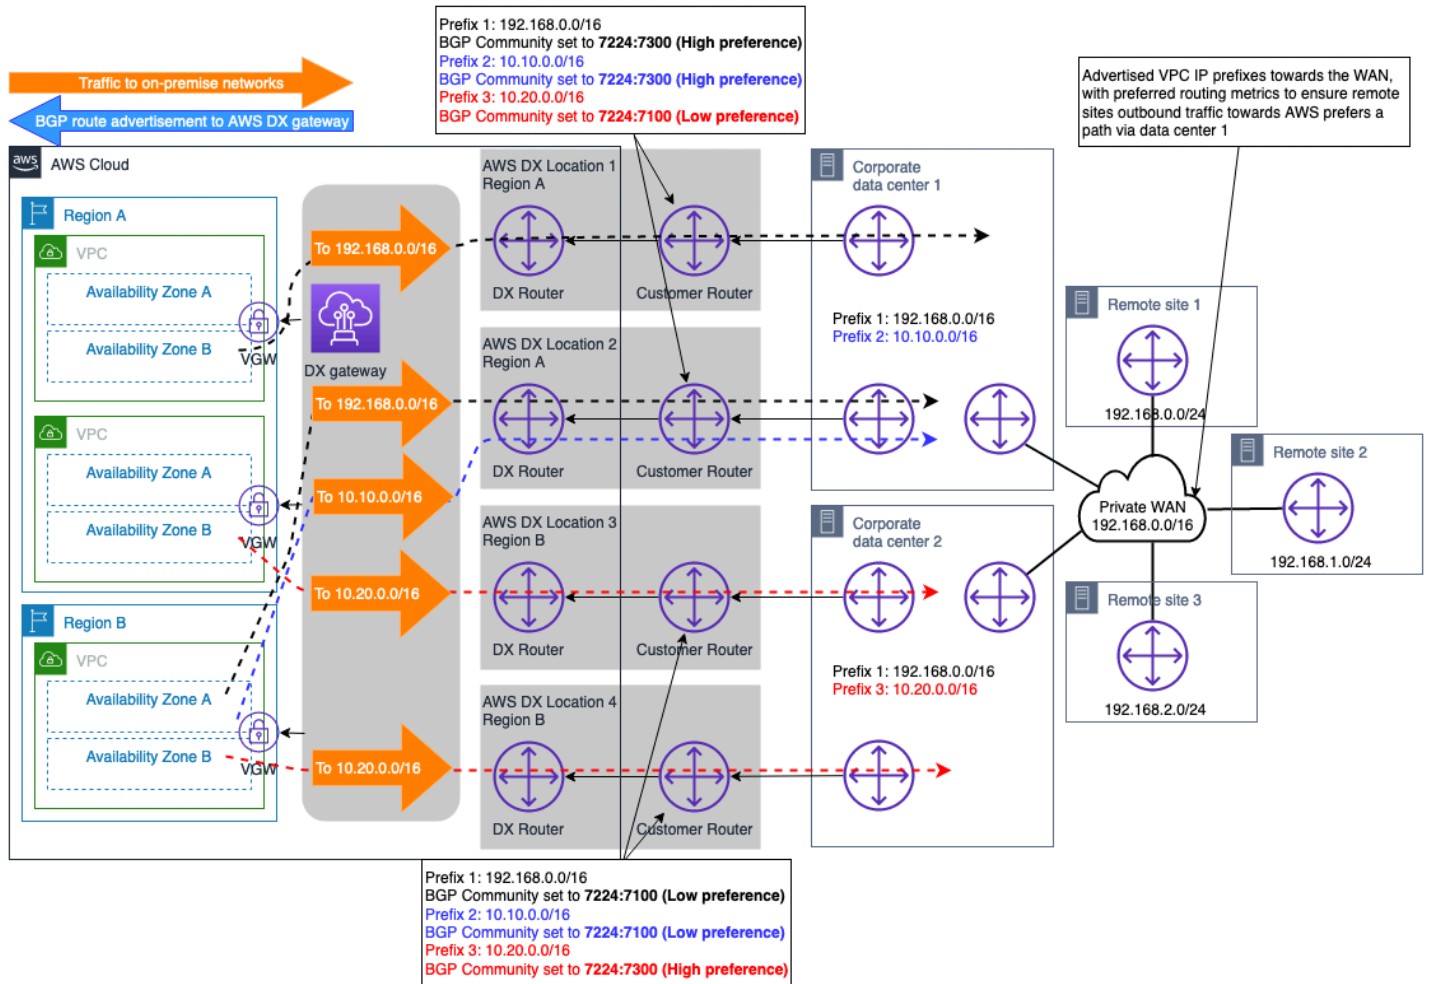 Prefix 1: 192.168.0.0/16
BGP Community set to 7224:7300 (High preference)
Prefix 2: 10.10.0.0/16
BGP Community set to 7224:7300 (High preference)
Prefix 3: 10.20.0.0/16
BGP Community set to 7224:7100 (Low preference)
Traffic to on-premise networks
BGP route advertisement to AWS DX gateway
Advertised VPC IP prefixes towards the WAN,
with preferred routing metrics to ensure remote
sites outbound traffic towards AWS prefers a
path via data center 1
aws
AWS Cloud
Region A
VPC
Availability Zone A
Availability Zone B
VGW
VPC
Availability Zone A
Availability Zone B
VGW
Region B
VPC
Availability Zone A
Availability Zone B
VGW
To 192.168.0.0/16
DX gateway
To 192.168.0.0/16
To 10.10.0.0/16
To 10.20.0.0/16
To 10.20.0.0/16
AWS DX Location 1
Region A
DX Router
Customer Router
AWS DX Location 2
Region A
DX Router
Customer Router
AWS DX Location 3
Region B
DX Router
Customer Router
AWS DX Location 4
Region B
DX Router
Customer Router
Corporate
data center 1
Prefix 1: 192.168.0.0/16
Prefix 2: 10.10.0.0/16
Corporate
data center 2
Prefix 1: 192.168.0.0/16
Prefix 3: 10.20.0.0/16
Remote site 1
192.168.0.0/24
Private WAN
192.168.0.0/16
Remote site 2
192.168.1.0/24
Remote site 3
192.168.2.0/24
Prefix 1: 192.168.0.0/16
BGP Community set to 7224:7100 (Low preference)
Prefix 2: 10.10.0.0/16
BGP Community set to 7224:7100 (Low preference)
Prefix 3: 10.20.0.0/16
BGP Community set to 7224:7300 (High preference)